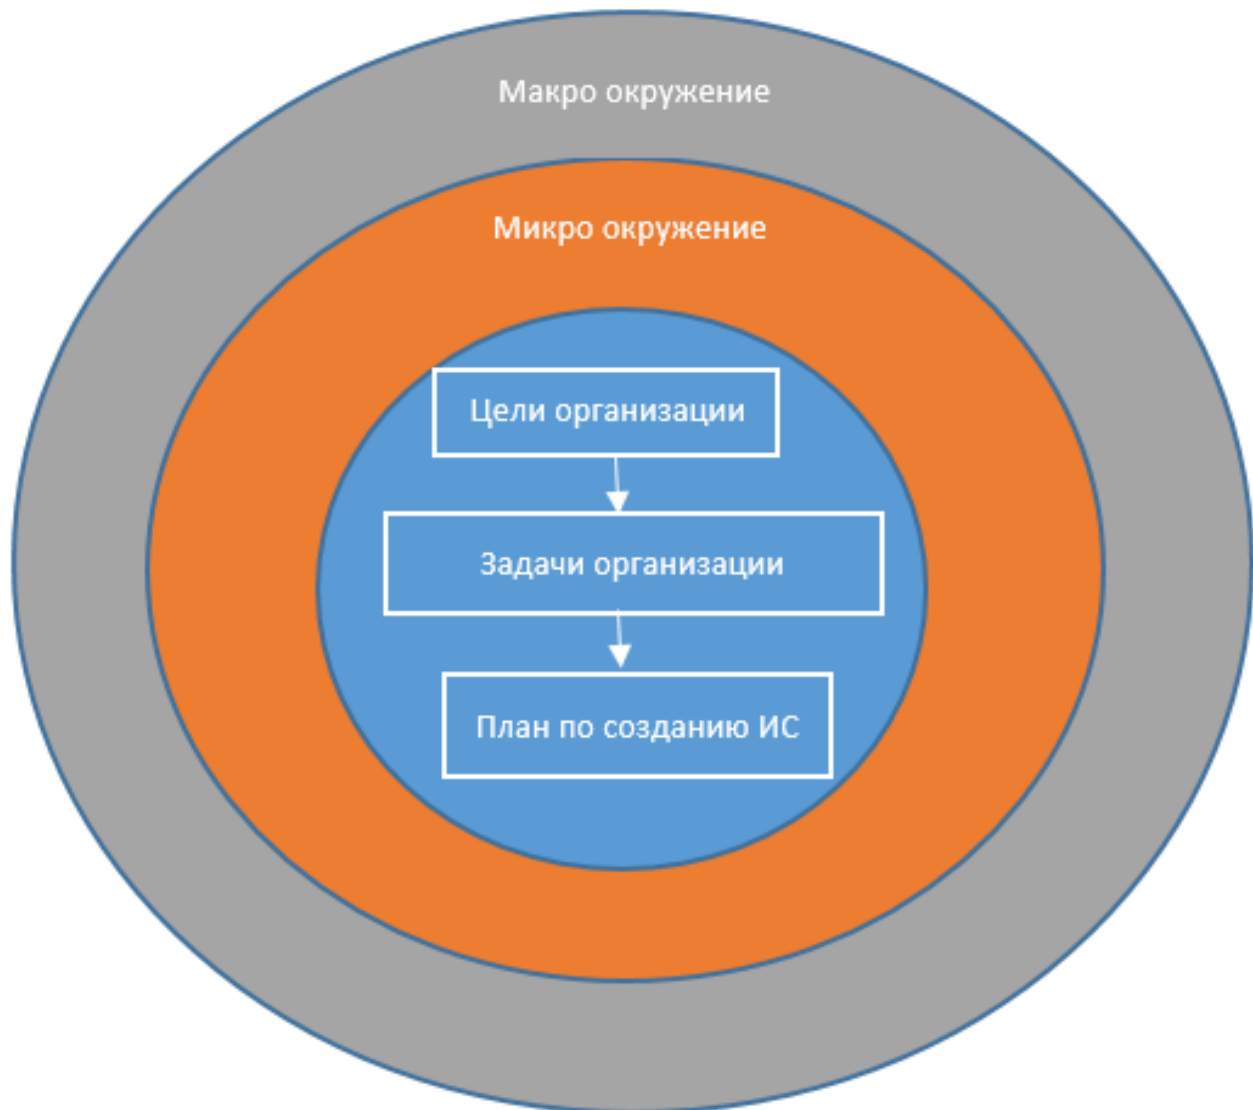 Макро окружение
Микро окружение
Цели организации
Задачи организации
План по созданию ИС